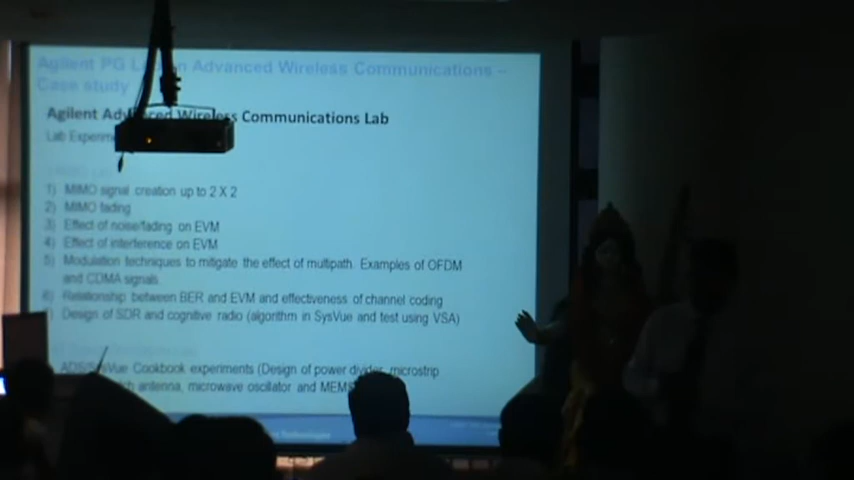 Agilent PG L n Advanced Wireless Communications –
Case study
Agilent Advanced Wireless Communications Lab
Lab Experim
1) MIMO signal creation up to 2 X 2
2) MIMO fading
3) Effect of noise/fading on EVM
4) Effect of interference on EVM
5) Modulation techniques to mitigate the effect of multipath. Examples of OFDM
and CDMA signals.
6) Relationship between BER and EVM and effectiveness of channel coding
) Design of SDR and cognitive radio (algorithm in SysVue and test using VSA)
ADS/SysVue Cookbook experiments (Design of power divider, microstrip
ch antenna, microwave oscillator and MEM